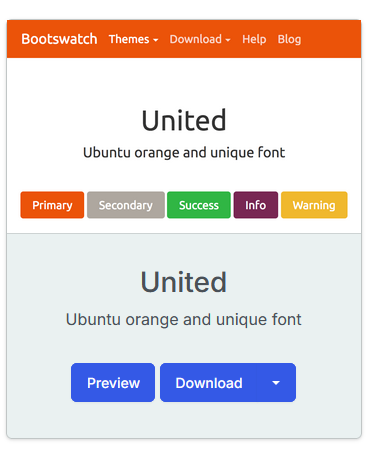 Bootswatch Themes Download Help Blog
United
Ubuntu orange and unique font
Primary Secondary Success Info Warning
United
Ubuntu orange and unique font
Preview Download